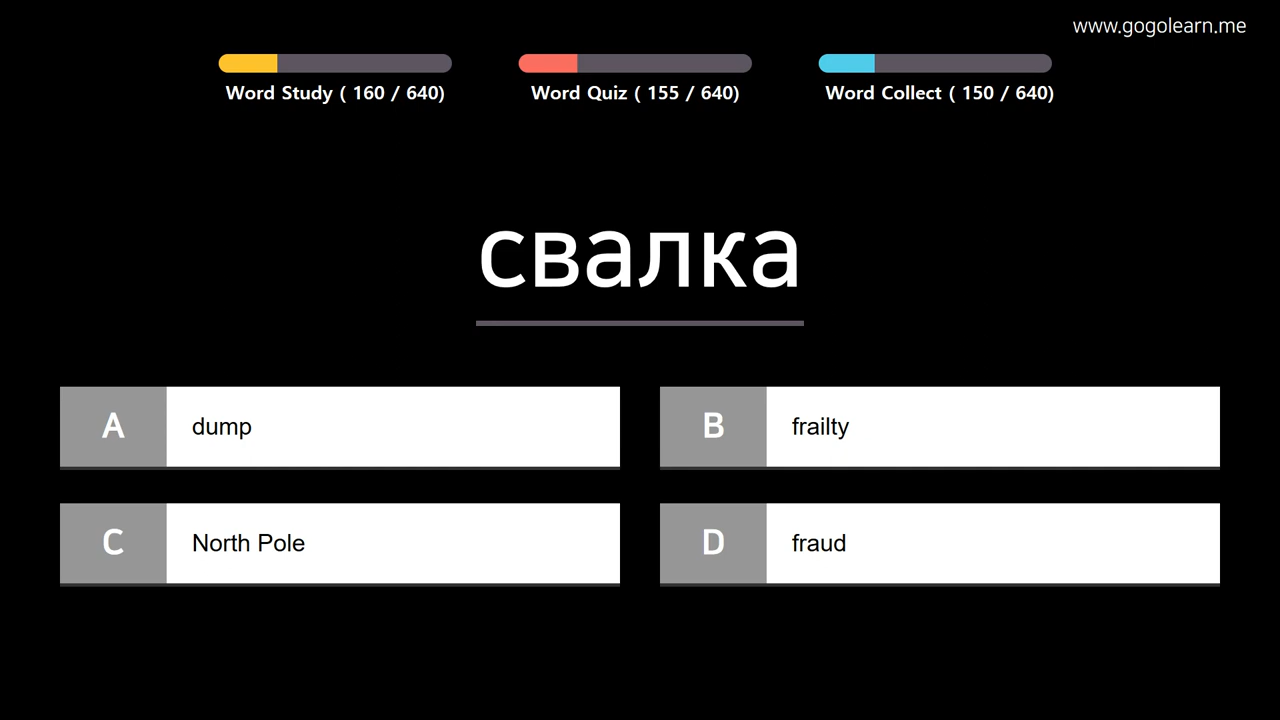 www.gogolearn.me
Word Study ( 160 / 640)
Word Quiz ( 155 / 640)
Word Collect ( 150 / 640)
свалка
A dump
B frailty
C North Pole
D fraud